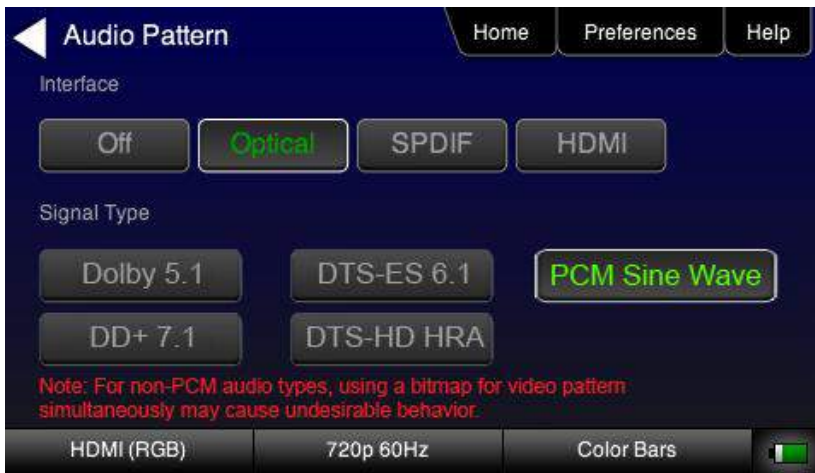 Audio Pattern
Home
Preferences
Help
Interface
Off
Optical
SPDIF
HDMI
Signal Type
Dolby 5.1
DTS-ES 6.1
PCM Sine Wave
DD+ 7.1
DTS-HD HRA
Note: For non-PCM audio types, using a bitmap for video pattern
simultaneously may cause undesirable behavior.
HDMI (RGB)
720p 60Hz
Color Bars